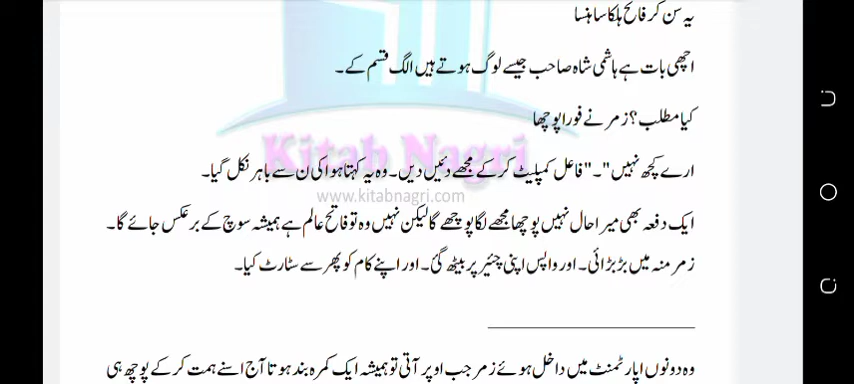 یہ سن کر فاتح ہلکا سا ہنسا
اچھی بات ہے ہاشمی شاہ صاحب جیسے لوگ ہوتے ہیں الگ قسم کے۔
کیا مطلب؟ زمر نے فورا پوچھا
Kitab Nagri
ارے کچھ نہیں"۔" فاعل کمپلیٹ کر کے مجھے دئیں دیں۔ وہ یہ کہتا ہوا کی ن سے باہر نکل گیا۔
www.kitabnagri.com
ایک دفعہ بھی میرا حال نہیں پوچھا مجھے لگا پوچھے گا لیکن نہیں وہ تو فاتح عالم ہے ہمیشہ سوچ کے برعکس جائے گا۔
زمر منہ میں بڑبڑائی۔ اور واپس اپنی چئیر پر بیٹھ گئ۔ اور اپنے کام کو پھر سے سٹارٹ کیا۔
وہ دونوں اپارٹمنٹ میں داخل ہوئے زمر جب اوپر آتی تو ہمیشہ ایک کمرہ بند ہوتا آج اسنے ہمت کر کے پوچھ ہی